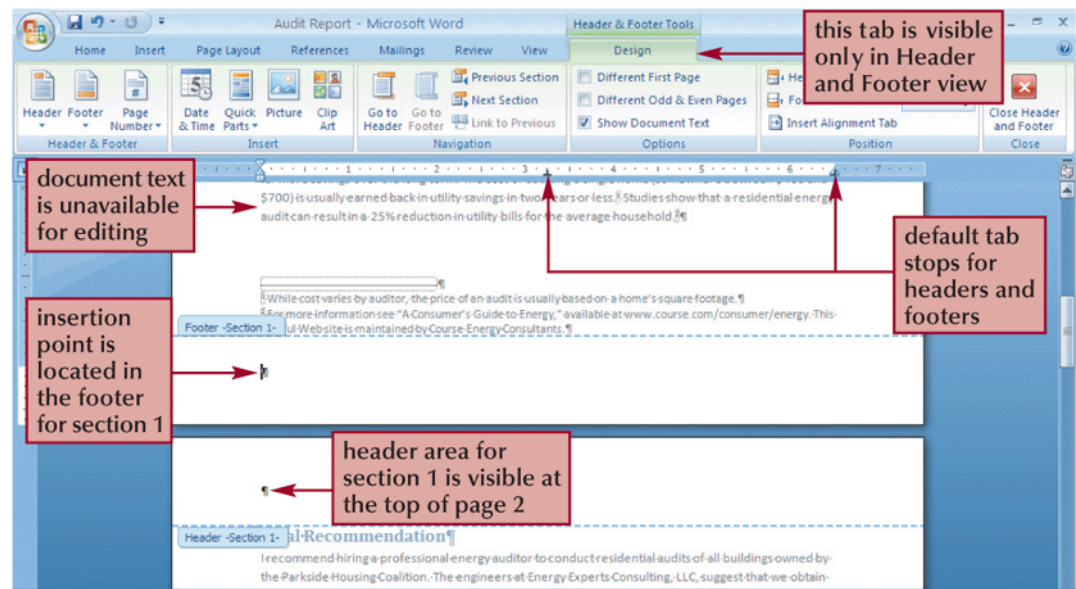 Audit Report - Microsoft Word
Header & Footer Tools
Home Insert Page Layout References Mailings Review View Design
this tab is visible
only in Header
and Footer view
Header Footer Page Number
Date & Time Quick Parts Picture Clip Art
Go to Header Go to Footer
Previous Section
Next Section
Link to Previous
Different First Page
Different Odd & Even Pages
Show Document Text
Insert Alignment Tab
Close Header and Footer
Header & Footer Insert Navigation Options Position Close
1 2 3 4 5 6 7
document text
is unavailable
for editing
$700) is usually earned back in utility savings in two years or less. Studies show that a residential energy
audit can result in a 25% reduction in utility bills for the average household.¶
default tab
stops for
headers and
footers
¶
While cost varies by auditor, the price of an audit is usually based on a home's square footage.¶
For more information see "A Consumer's Guide to Energy," available at www.course.com/consumer/energy. This
Website is maintained by Course Energy Consultants.¶
Footer -Section 1-
insertion
point is
located in
the footer
for section 1
¶
header area for
section 1 is visible at
the top of page 2
¶
Header -Section 1-
Recommendation¶
I recommend hiring a professional energy auditor to conduct residential audits of all buildings owned by
the Parkside Housing Coalition. The engineers at Energy Experts Consulting, LLC, suggest that we obtain